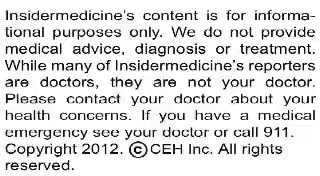 Insidermedicine's content is for informa-
tional purposes only. We do not provide
medical advice, diagnosis or treatment.
While many of Insidermedicine's reporters
are doctors, they are not your doctor.
Please contact your doctor about your
health concerns. If you have a medical
emergency see your doctor or call 911.
Copyright 2012. ©CEH Inc. All rights
reserved.